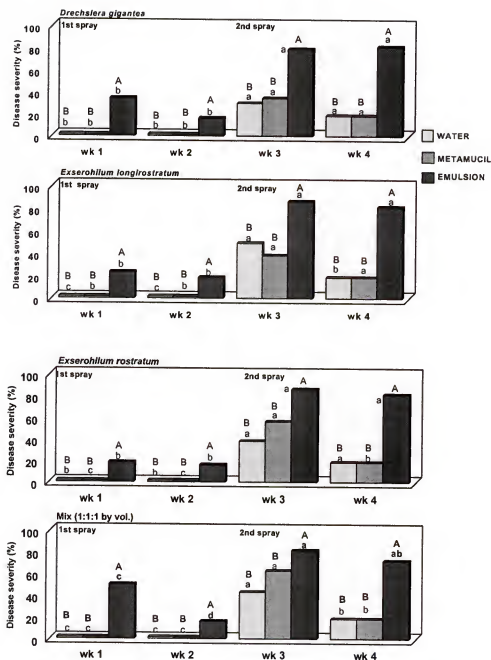 Drechslera gigantea
1st spray 2nd spray
Disease severity (%)
100
80
60
40
20
0
B B A B B A B A B B A
b b b b b b a a a a a a
wk 1 wk 2 wk 3 wk 4
WATER
METAMUCIL
EMULSION
Exserohilum longirostratum
1st spray 2nd spray
Disease severity (%)
100
80
60
40
20
0
B B A B B A B B A B B A
c b b c b b a a a b a a
wk 1 wk 2 wk 3 wk 4
Exserohilum rostratum
1st spray 2nd spray
Disease severity (%)
100
80
60
40
20
0
B B A B B A B B A B B A
b c b b c b a a a a b a
wk 1 wk 2 wk 3 wk 4
Mix (1:1:1 by vol.)
1st spray 2nd spray
Disease severity (%)
100
80
60
40
20
0
B B A B B A B B A B B A
c c c c c d a a a b b ab
wk 1 wk 2 wk 3 wk 4